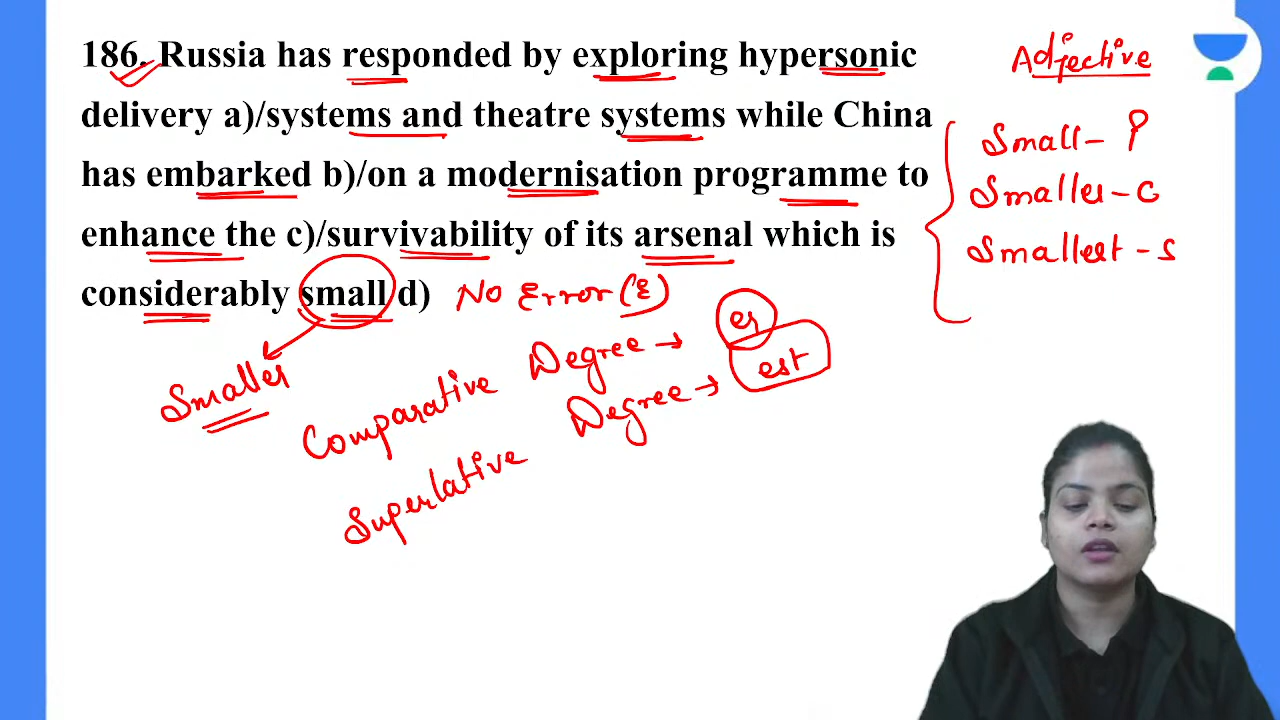 186. Russia has responded by exploring hypersonic
delivery a)/systems and theatre systems while China
has embarked b)/on a modernisation programme to
enhance the c)/survivability of its arsenal which is
considerably small d) No Error (E)
Adjective
Small - P
Smaller - C
Smallest - S
Smaller
Comparative Degree → er
Superlative Degree → est